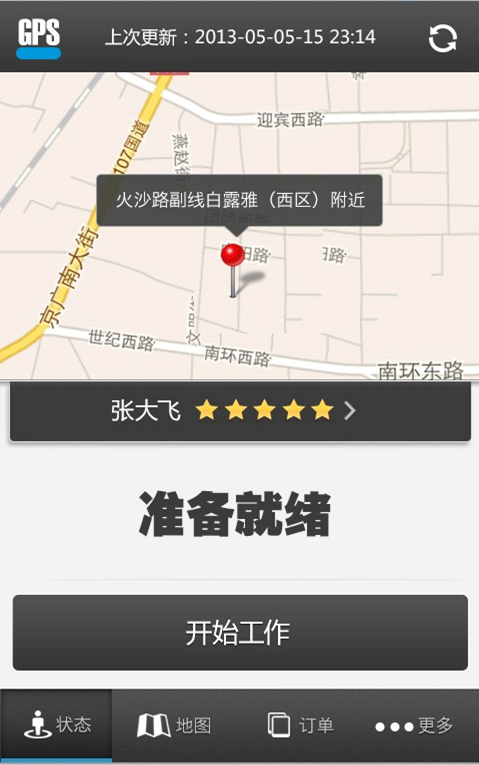 GPS
上次更新：2013-05-05-15 23:14
迎宾西路
燕赵街
107国道
火沙路副线白露雅（西区）附近
阳路
京广南大街
世纪西路
南环西路
南环东路
张大飞
准备就绪
开始工作
状态
地图
订单
更多